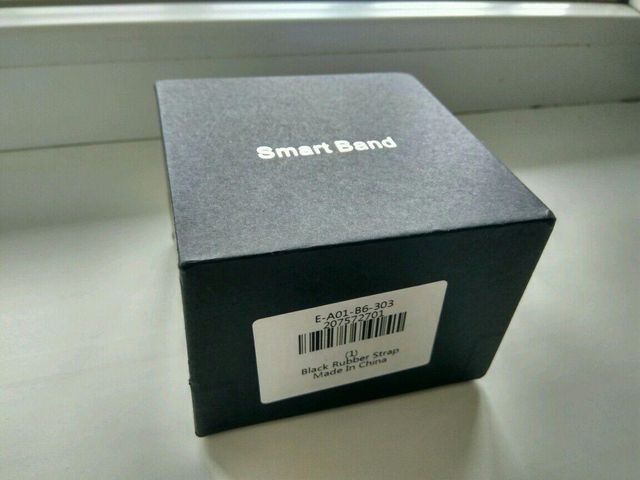 Smart Band
E-A01-B6-303
207572701
(1)
Black Rubber Strap
Made In China